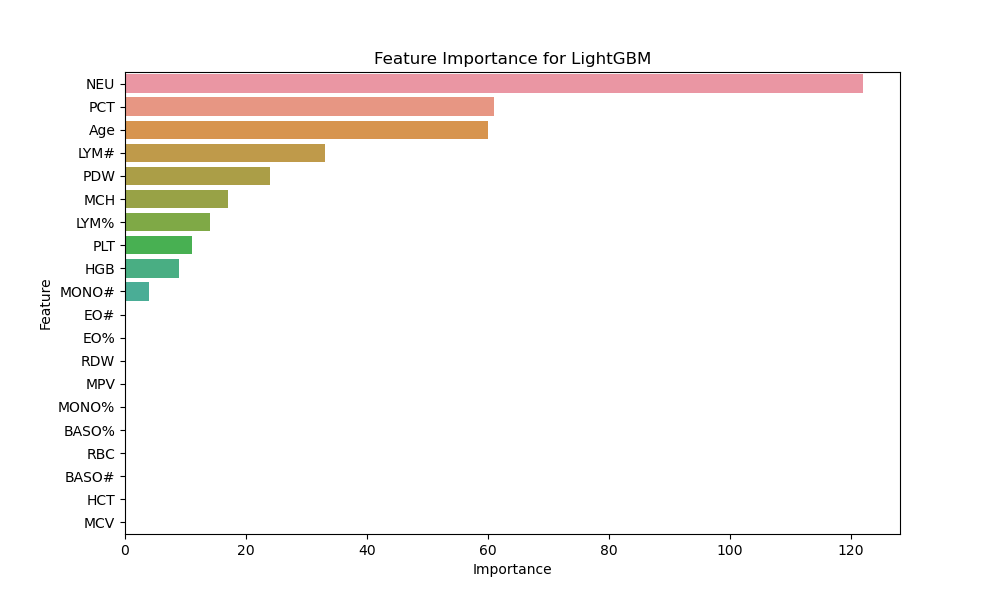 Feature Importance for LightGBM
NEU
PCT
Age
LYM#
PDW
MCH
LYM%
PLT
HGB
MONO#
EO#
EO%
RDW
MPV
MONO%
BASO%
RBC
BASO#
HCT
MCV
Feature
0 20 40 60 80 100 120
Importance